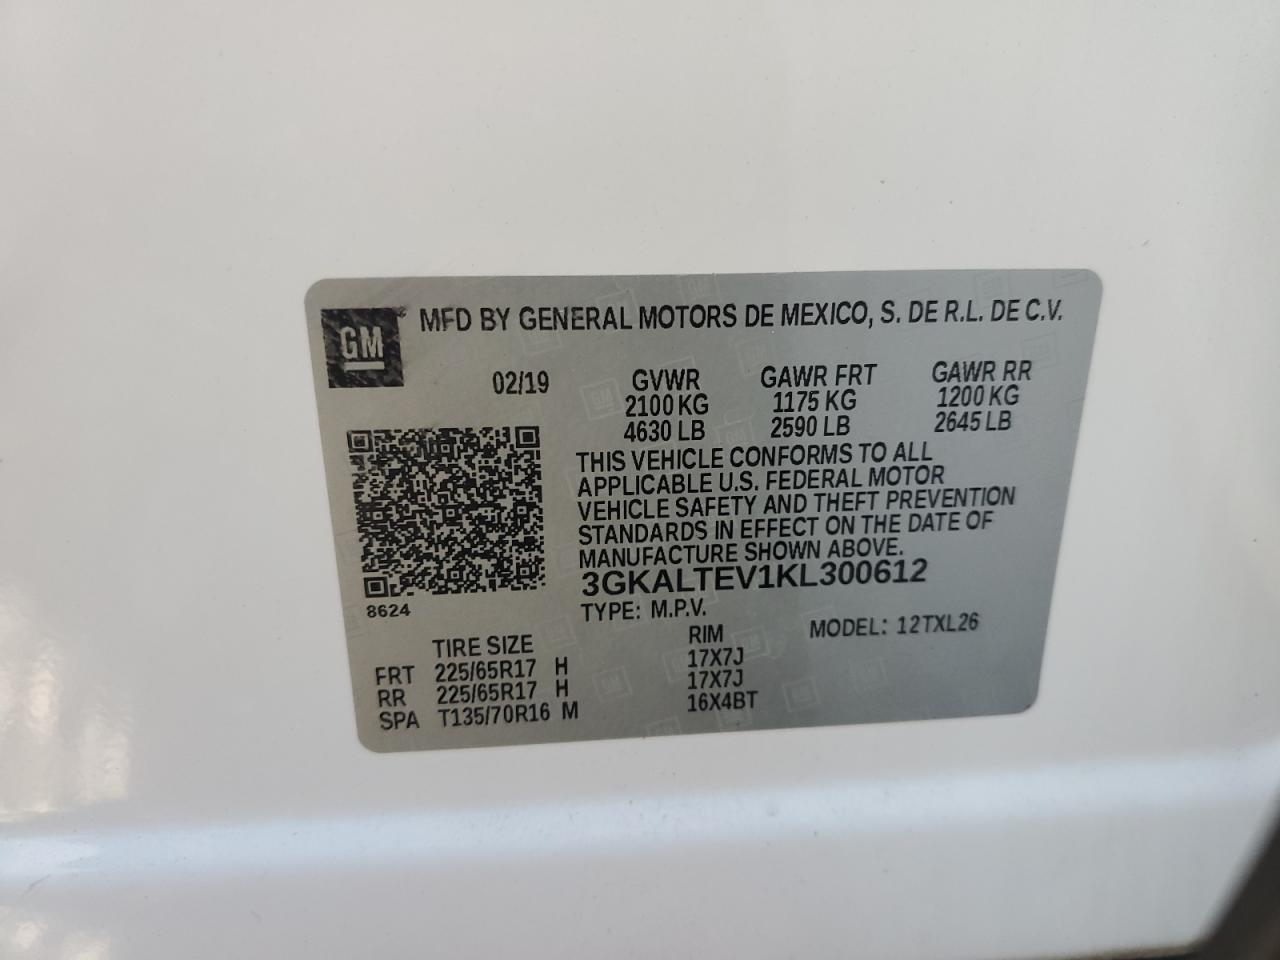 GM
MFD BY GENERAL MOTORS DE MEXICO, S. DE R.L. DE C.V.
02/19 GVWR GAWR FRT GAWR RR
2100 KG 1175 KG 1200 KG
4630 LB 2590 LB 2645 LB
THIS VEHICLE CONFORMS TO ALL
APPLICABLE U.S. FEDERAL MOTOR
VEHICLE SAFETY AND THEFT PREVENTION
STANDARDS IN EFFECT ON THE DATE OF
MANUFACTURE SHOWN ABOVE.
3GKALTEV1KL300612
8624
TYPE: M.P.V.
MODEL: 12TXL26
TIRE SIZE RIM
FRT 225/65R17 H 17X7J
RR 225/65R17 H 17X7J
SPA T135/70R16 M 16X4BT